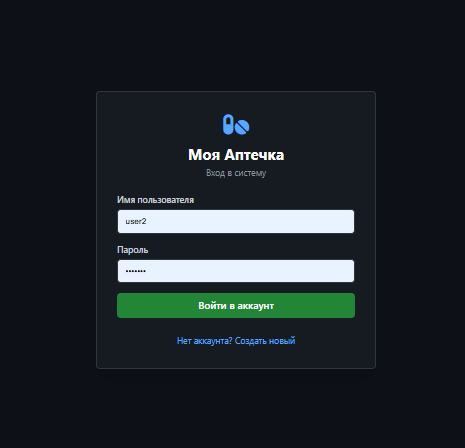 Моя Аптечка
Вход в систему
Имя пользователя
user2
Пароль
•••••••
Войти в аккаунт
Нет аккаунта? Создать новый